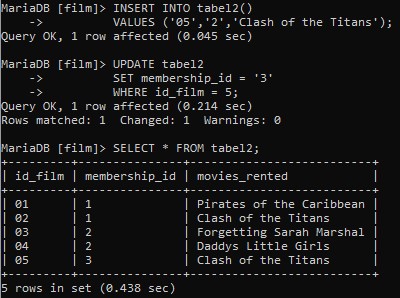 MariaDB [film]> INSERT INTO tabel2()
    ->          VALUES ('05','2','Clash of the Titans');
Query OK, 1 row affected (0.045 sec)

MariaDB [film]> UPDATE tabel2
    ->          SET membership_id = '3'
    ->          WHERE id_film = 5;
Query OK, 1 row affected (0.214 sec)
Rows matched: 1  Changed: 1  Warnings: 0

MariaDB [film]> SELECT * FROM tabel2;
+---------+---------------+--------------------------+
| id_film | membership_id | movies_rented            |
+---------+---------------+--------------------------+
| 01      | 1             | Pirates of the Caribbean |
| 02      | 1             | Clash of the Titans      |
| 03      | 2             | Forgetting Sarah Marshal |
| 04      | 2             | Daddys Little Girls      |
| 05      | 3             | Clash of the Titans      |
+---------+---------------+--------------------------+
5 rows in set (0.438 sec)